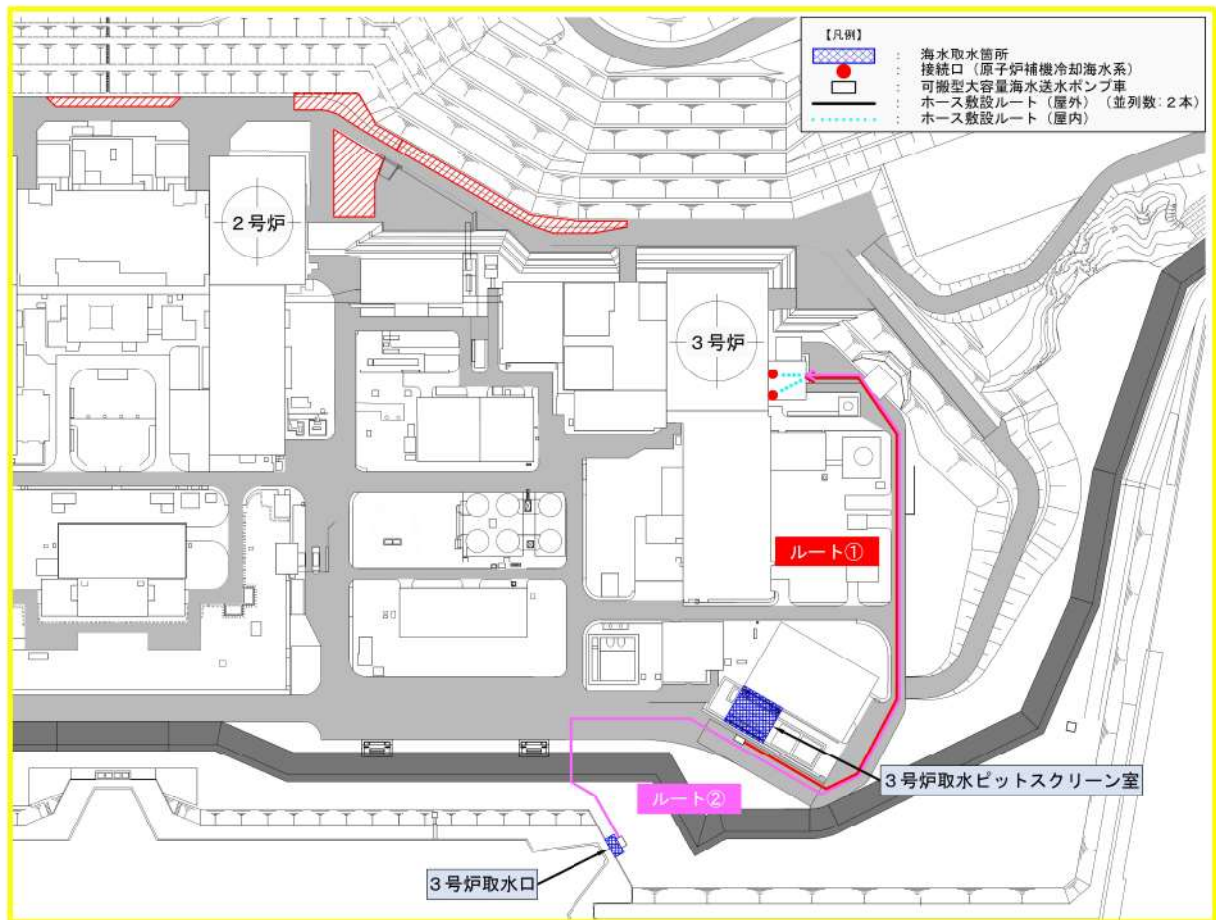 【凡例】
： 海水取水箇所
： 接続口（原子炉補機冷却海水系）
： 可搬型大容量海水送水ポンプ車
： ホース敷設ルート（屋外）（並列数：２本）
： ホース敷設ルート（屋内）
２号炉
３号炉
ルート①
３号炉取水ピットスクリーン室
ルート②
３号炉取水口